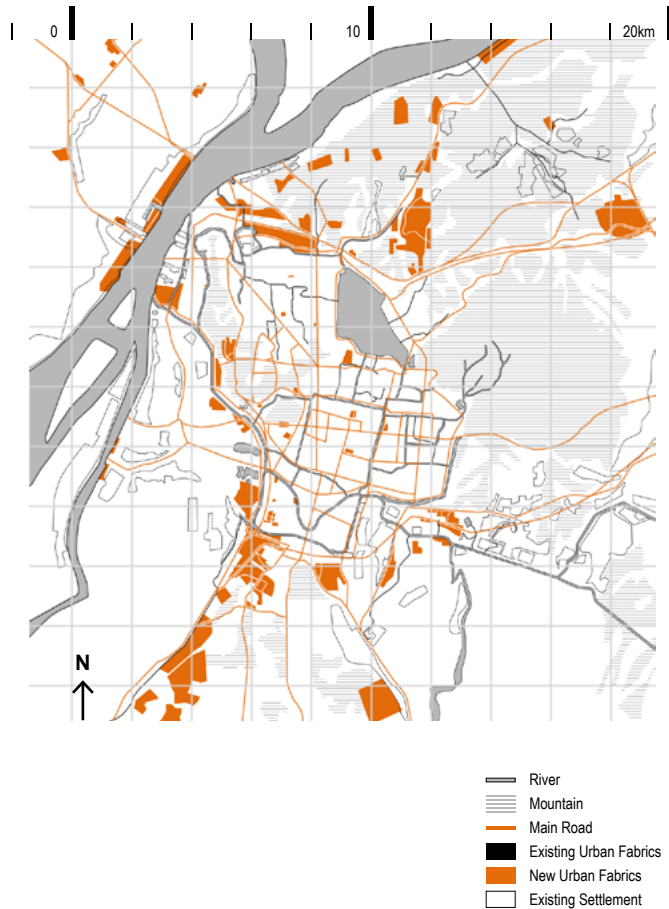 0 10 20km
N
River
Mountain
Main Road
Existing Urban Fabrics
New Urban Fabrics
Existing Settlement